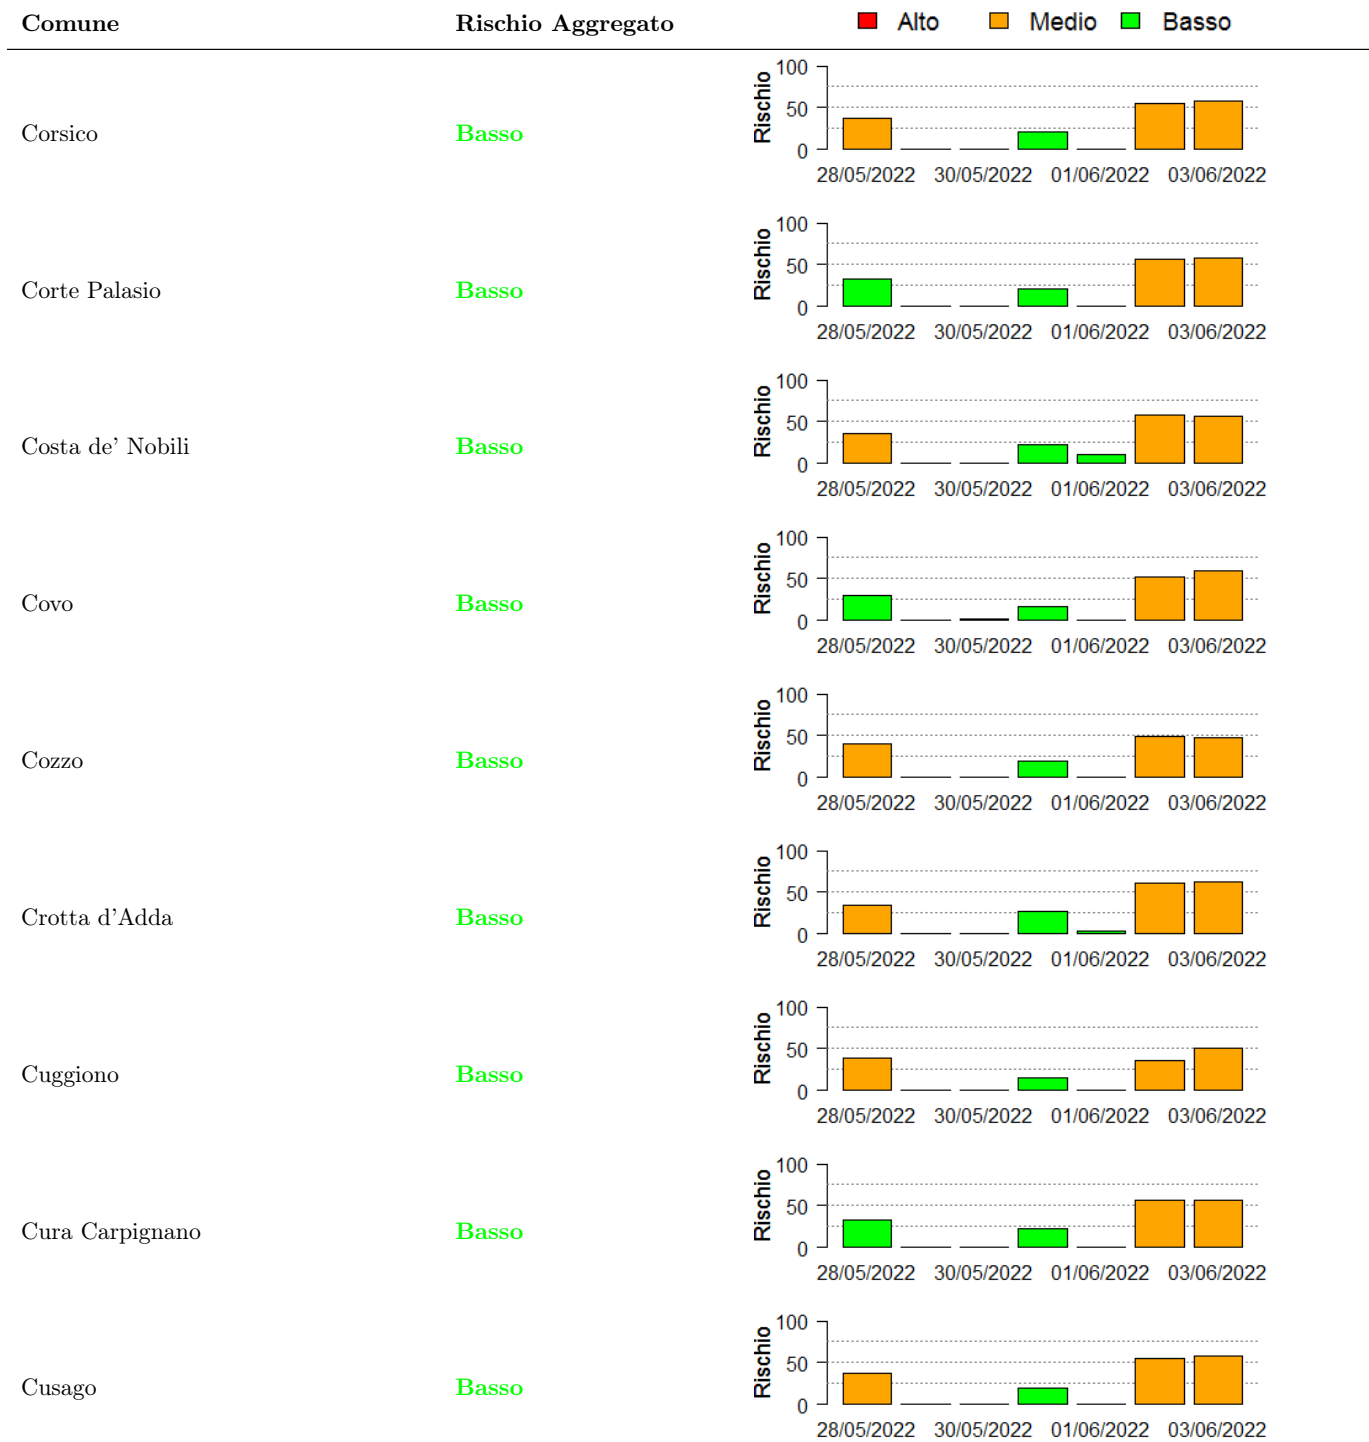 Comune Rischio Aggregato Alto Medio Basso
100
50
0
Rischio
Corsico Basso
28/05/2022 30/05/2022 01/06/2022 03/06/2022
100
50
0
Rischio
Corte Palasio Basso
28/05/2022 30/05/2022 01/06/2022 03/06/2022
100
50
0
Rischio
Costa de' Nobili Basso
28/05/2022 30/05/2022 01/06/2022 03/06/2022
100
50
0
Rischio
Covo Basso
28/05/2022 30/05/2022 01/06/2022 03/06/2022
100
50
0
Rischio
Cozzo Basso
28/05/2022 30/05/2022 01/06/2022 03/06/2022
100
50
0
Rischio
Crotta d'Adda Basso
28/05/2022 30/05/2022 01/06/2022 03/06/2022
100
50
0
Rischio
Cuggiono Basso
28/05/2022 30/05/2022 01/06/2022 03/06/2022
100
50
0
Rischio
Cura Carpignano Basso
28/05/2022 30/05/2022 01/06/2022 03/06/2022
100
50
0
Rischio
Cusago Basso
28/05/2022 30/05/2022 01/06/2022 03/06/2022